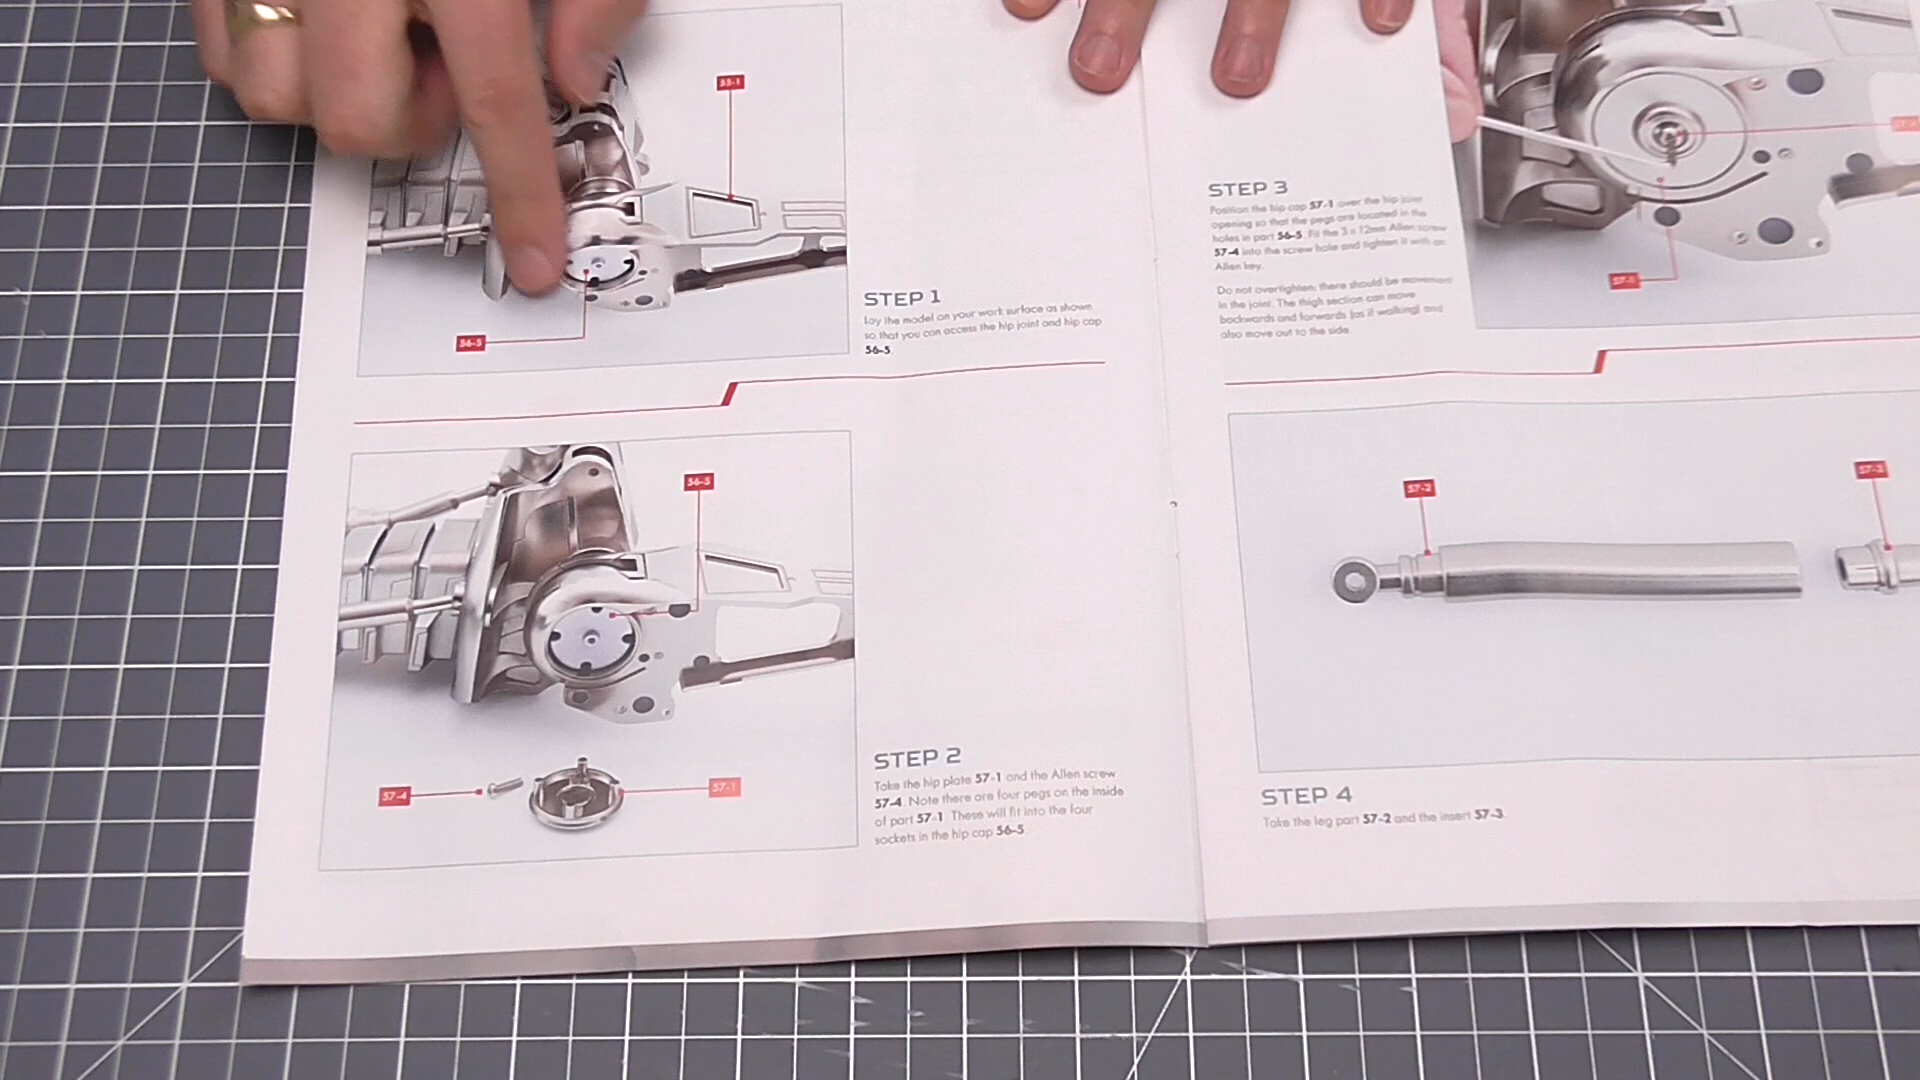 55-1
56-5
STEP 1
Lay the model on your work surface as shown
so that you can access the hip joint and hip cap
56-5.
56-5
57-4
57-1
STEP 2
Take the hip plate 57-1 and the Allen screw
57-4. Note there are four pegs on the inside
of part 57-1. These will fit into the four
sockets in the hip cap 56-5.
STEP 3
Position the hip cap 57-1 over the hip joint
opening so that the pegs are located in the
holes in part 56-5. Fit the 3 x 12mm Allen screw
57-4 into the screw hole and tighten it with an
Allen key.
Do not overtighten; there should be movement
in the joint. The thigh section can move
backwards and forwards (as if walking) and
also move out to the side.
57-1
57-2
57-3
STEP 4
Take the leg part 57-2 and the insert 57-3.